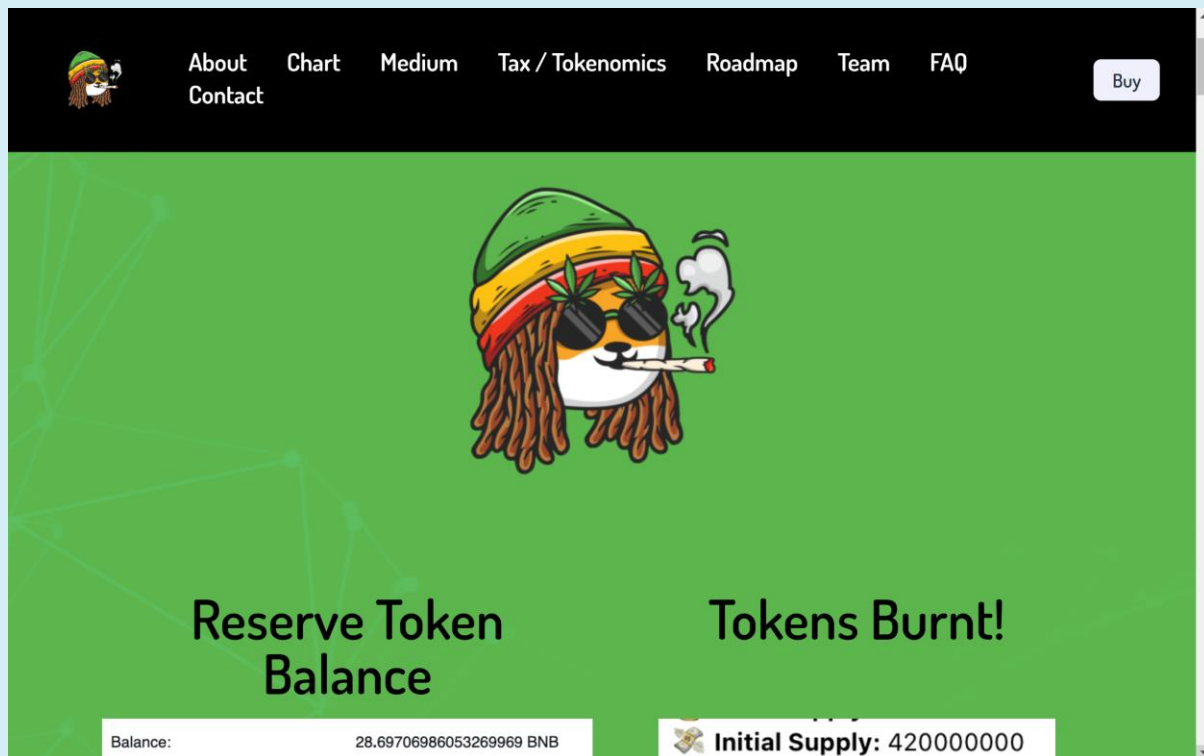 About Chart Medium Tax / Tokenomics Roadmap Team FAQ
Contact
Buy
Reserve Token
Balance
Tokens Burnt!
Balance: 28.69706986053269969 BNB
Initial Supply: 420000000